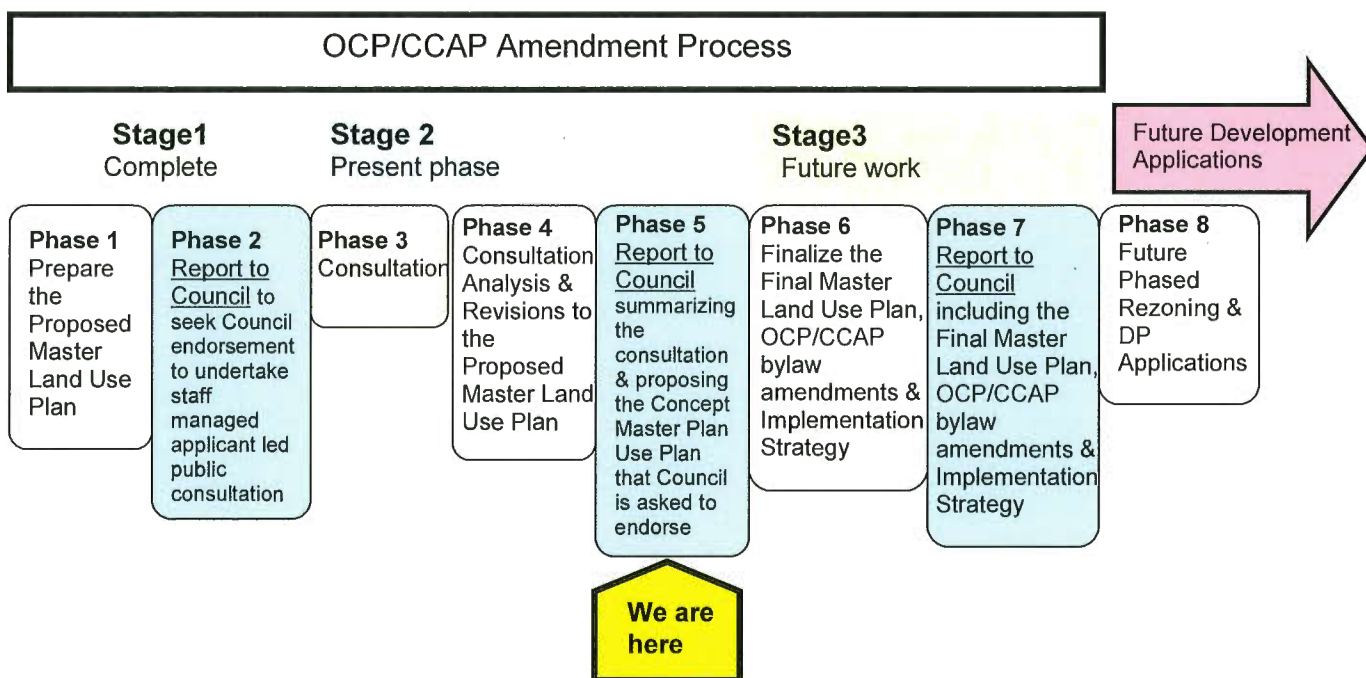 OCP/CCAP Amendment Process
Stage1
Complete
Stage 2
Present phase
Stage3
Future work
Future Development
Applications
Phase 1
Prepare
the
Proposed
Master
Land Use
Plan
Phase 2
Report to
Council to
seek Council
endorsement
to undertake
staff
managed
applicant led
public
consultation
Phase 3
Consultation
Phase 4
Consultation
Analysis &
Revisions to
the
Proposed
Master Land
Use Plan
Phase 5
Report to
Council
summarizing
the
consultation
& proposing
the Concept
Master Plan
Use Plan
that Council
is asked to
endorse
Phase 6
Finalize the
Final Master
Land Use Plan,
OCP/CCAP
bylaw
amendments &
Implementation
Strategy
Phase 7
Report to
Council
including the
Final Master
Land Use Plan,
OCP/CCAP
bylaw
amendments &
Implementation
Strategy
Phase 8
Future
Phased
Rezoning &
DP
Applications
We are
here